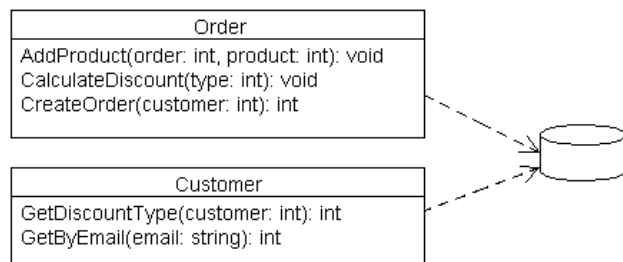 Order
AddProduct(order: int, product: int): void
CalculateDiscount(type: int): void
CreateOrder(customer: int): int
Customer
GetDiscountType(customer: int): int
GetByEmail(email: string): int